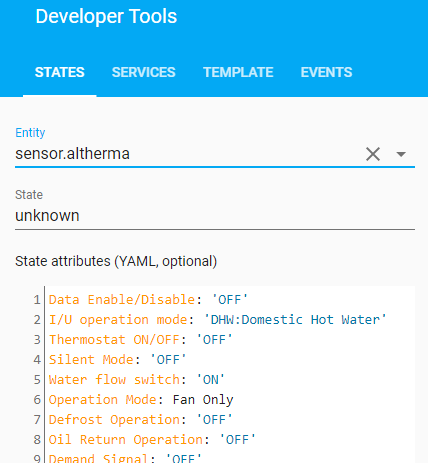 Developer Tools
STATES SERVICES TEMPLATE EVENTS
Entity
sensor.altherma
State
unknown
State attributes (YAML, optional)
1 Data Enable/Disable: 'OFF'
2 I/U operation mode: 'DHW:Domestic Hot Water'
3 Thermostat ON/OFF: 'OFF'
4 Silent Mode: 'OFF'
5 Water flow switch: 'ON'
6 Operation Mode: Fan Only
7 Defrost Operation: 'OFF'
8 Oil Return Operation: 'OFF'
9 Demand Signal: 'OFF'